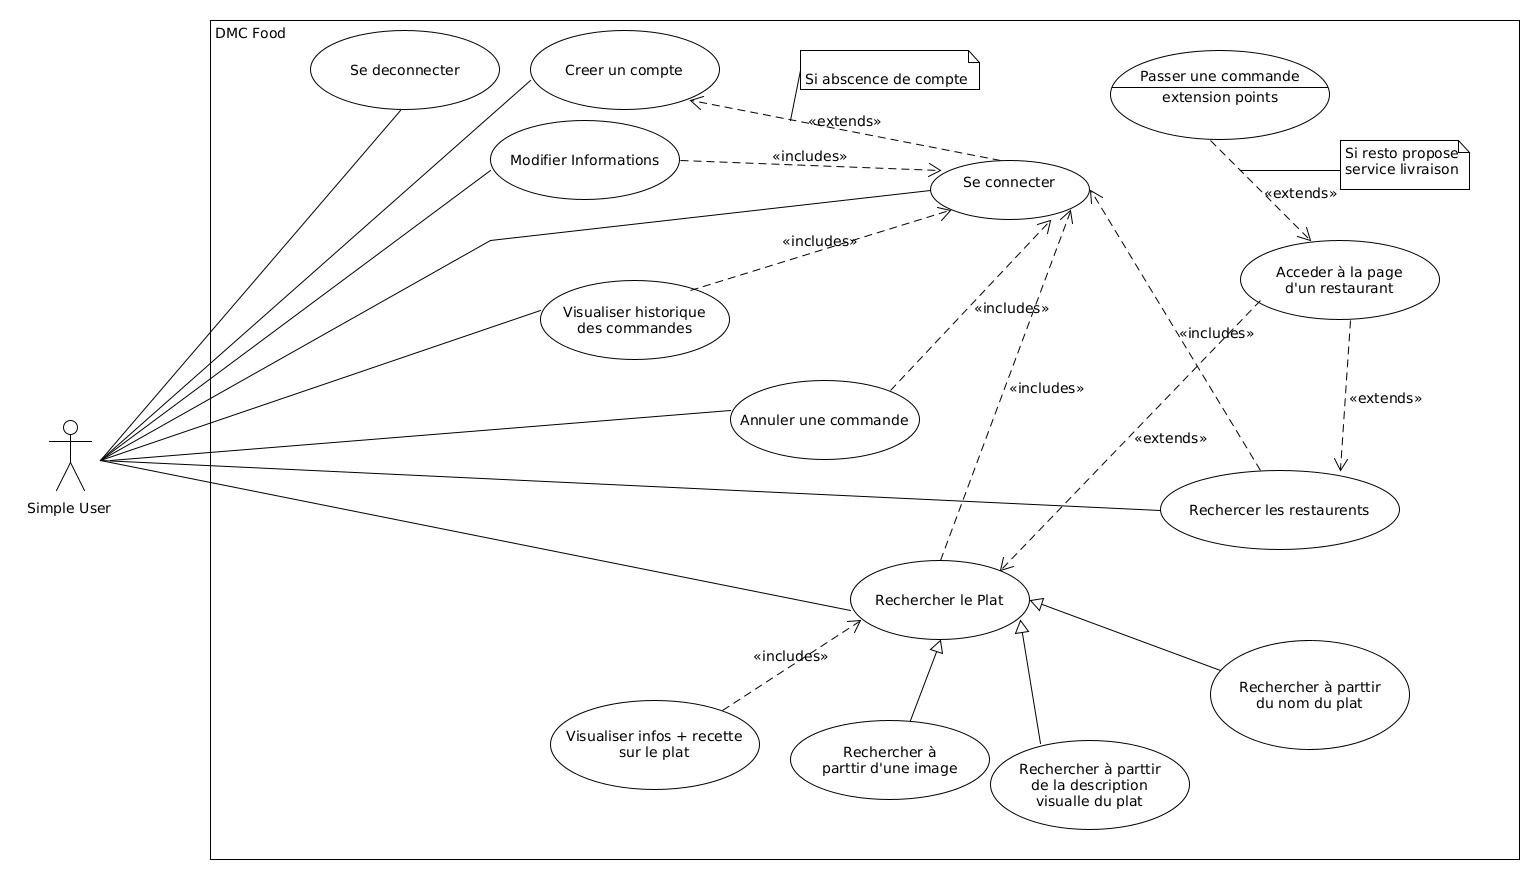 DMC Food
Se deconnecter
Creer un compte
Si abscence de compte
Passer une commande
extension points
«extends»
Modifier Informations
«includes»
Se connecter
Si resto propose
service livraison
«extends»
«includes»
Acceder à la page
d'un restaurant
Visualiser historique
des commandes
«includes»
«includes»
«includes»
«extends»
Annuler une commande
«extends»
Simple User
Rechercer les restaurents
Rechercher le Plat
«includes»
Rechercher à parttir
du nom du plat
Visualiser infos + recette
sur le plat
Rechercher à
parttir d'une image
Rechercher à parttir
de la description
visualle du plat